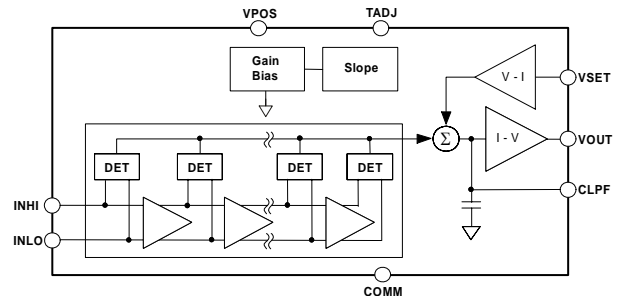 VPOS
TADJ
Gain
Bias
Slope
V - I
VSET
Σ
I - V
VOUT
DET
DET
DET
DET
CLPF
INHI
INLO
COMM